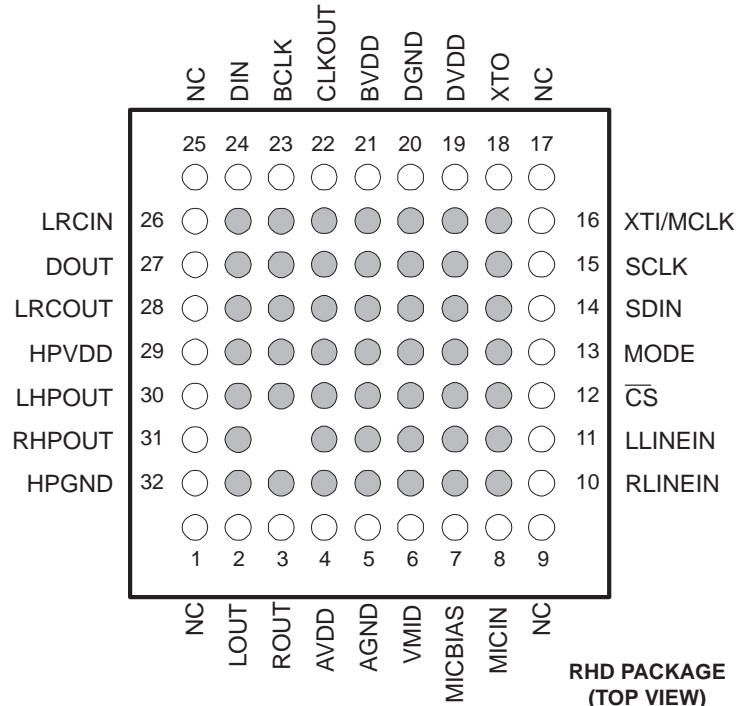 NC DIN BCLK CLKOUT BVDD DGND DVDD XTO NC
25 24 23 22 21 20 19 18 17
LRCIN 26 16 XTI/MCLK
DOUT 27 15 SCLK
LRCOUT 28 14 SDIN
HPVDD 29 13 MODE
LHPOUT 30 12 C̅S̅
RHPOUT 31 11 LLINEIN
HPGND 32 10 RLINEIN
1 2 3 4 5 6 7 8 9
NC LOUT ROUT AVDD AGND VMID MICBIAS MICIN NC
RHD PACKAGE
(TOP VIEW)